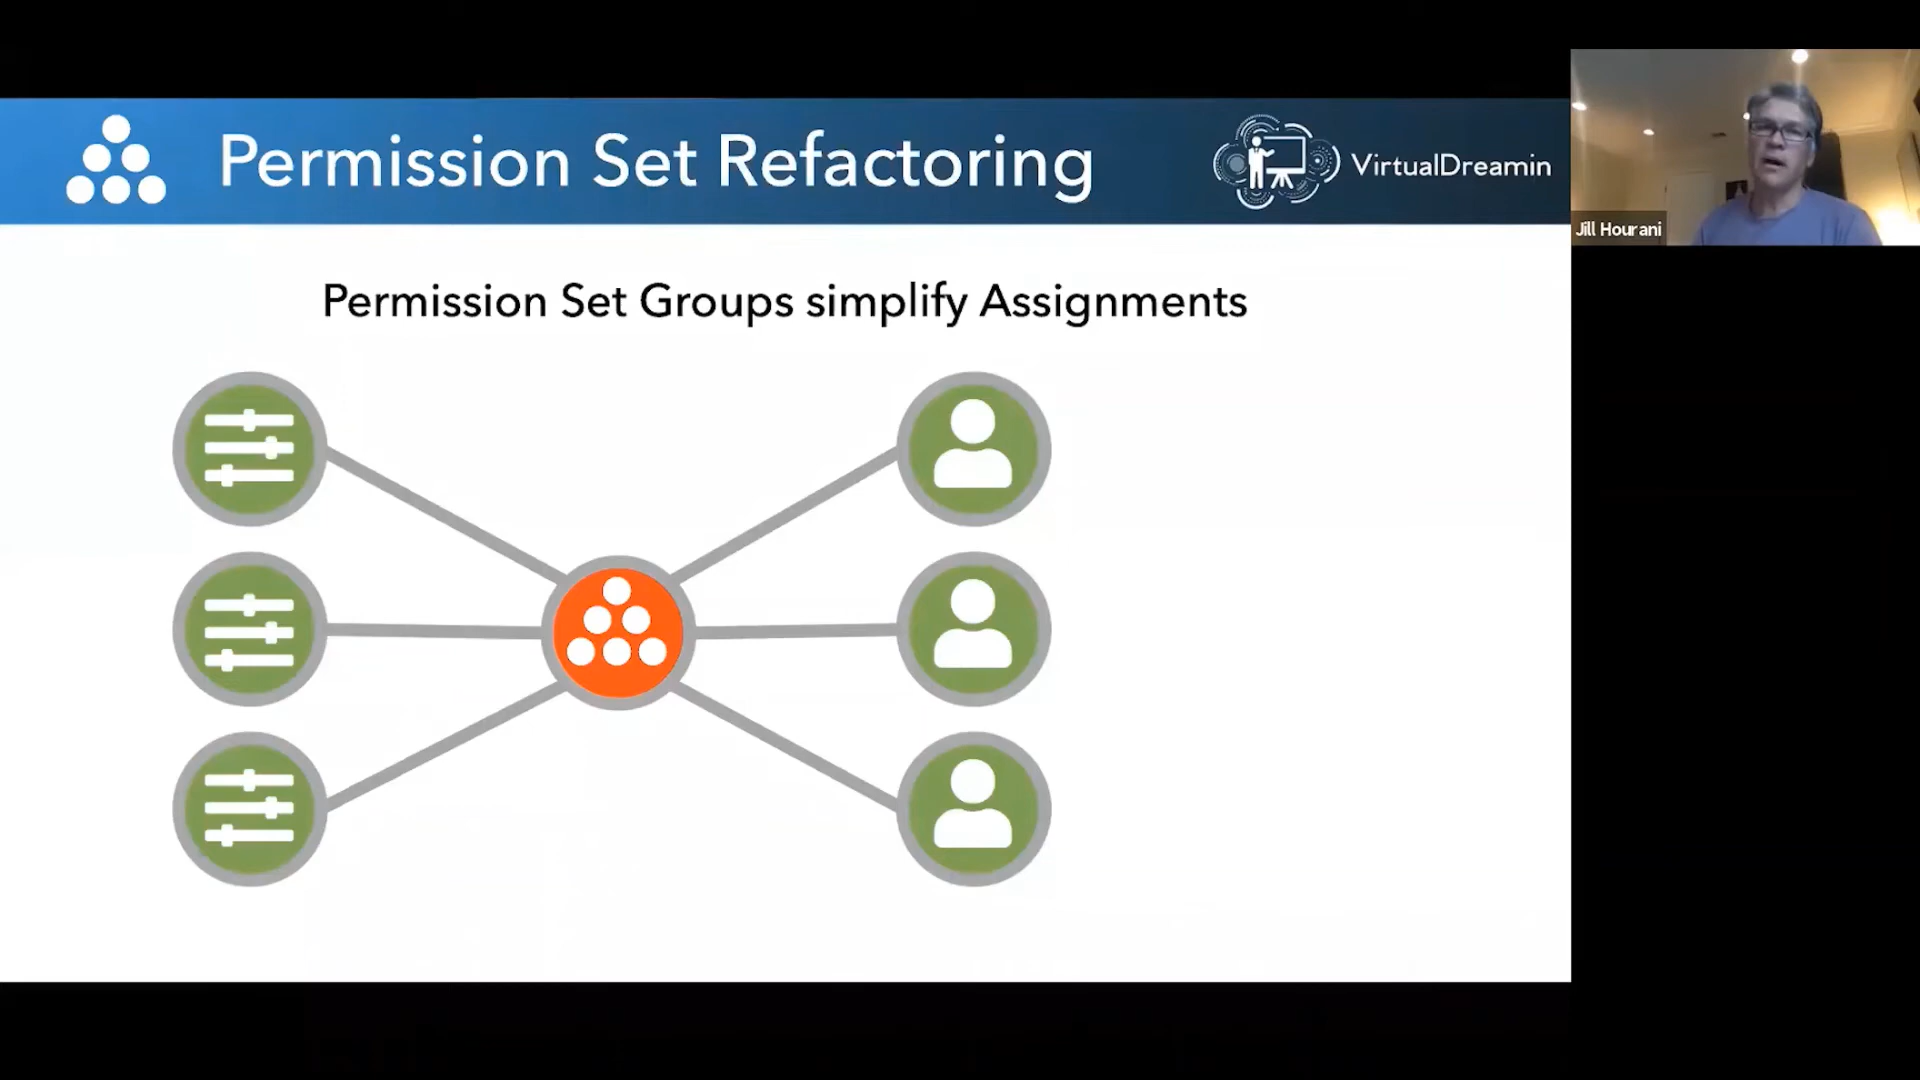 Permission Set Refactoring
VirtualDreamin
Jill Hourani
Permission Set Groups simplify Assignments